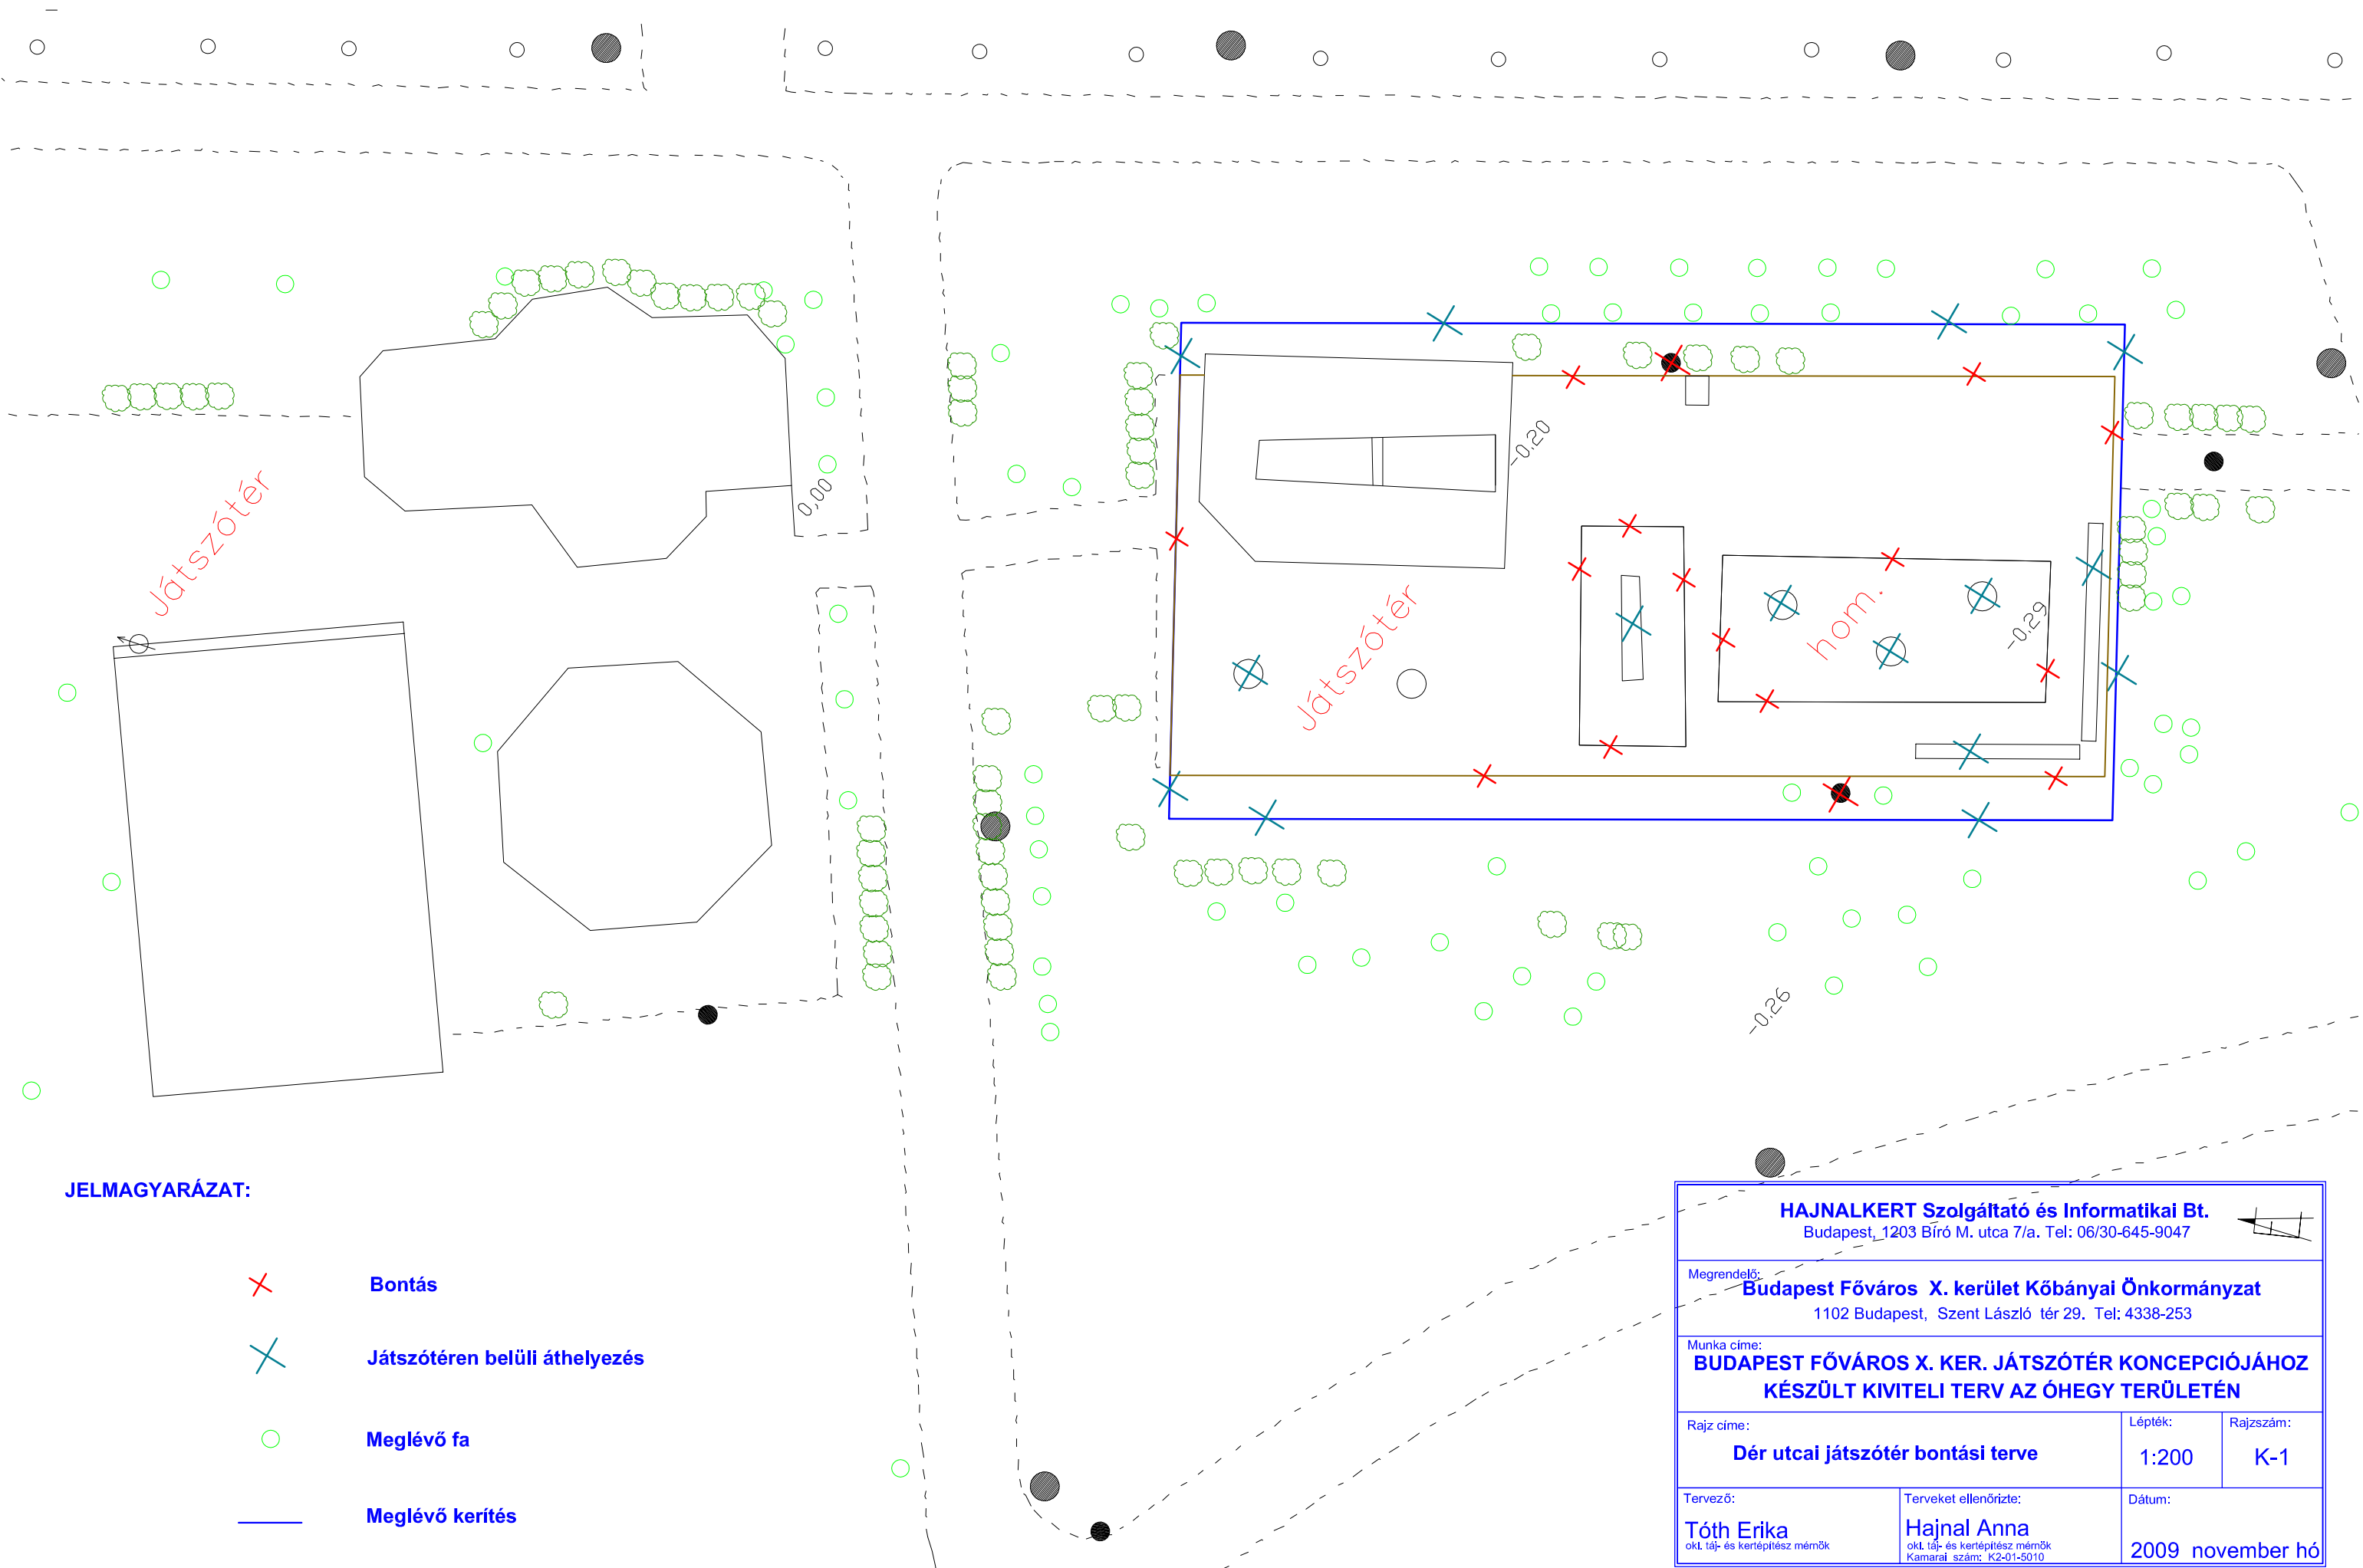 Játszótér
0,00
-0,20
Játszótér
hom.
-0,29
-0,26
JELMAGYARÁZAT:
Bontás
Játszótéren belüli áthelyezés
Meglévő fa
Meglévő kerítés
HAJNALKERT Szolgáltató és Informatikai Bt.
Budapest, 1203 Bíró M. utca 7/a. Tel: 06/30-645-9047
Megrendelő:
Budapest Főváros X. kerület Kőbányai Önkormányzat
1102 Budapest, Szent László tér 29. Tel: 4338-253
Munka címe:
BUDAPEST FŐVÁROS X. KER. JÁTSZÓTÉR KONCEPCIÓJÁHOZ
KÉSZÜLT KIVITELI TERV AZ ÓHEGY TERÜLETÉN
Rajz címe:
Dér utcai játszótér bontási terve
Lépték:
1:200
Rajzszám:
K-1
Tervező:
Tóth Erika
okl. táj- és kertépítész mérnök
Terveket ellenőrizte:
Hajnal Anna
okl. táj- és kertépítész mérnök
Kamarai szám: K2-01-5010
Dátum:
2009 november hó